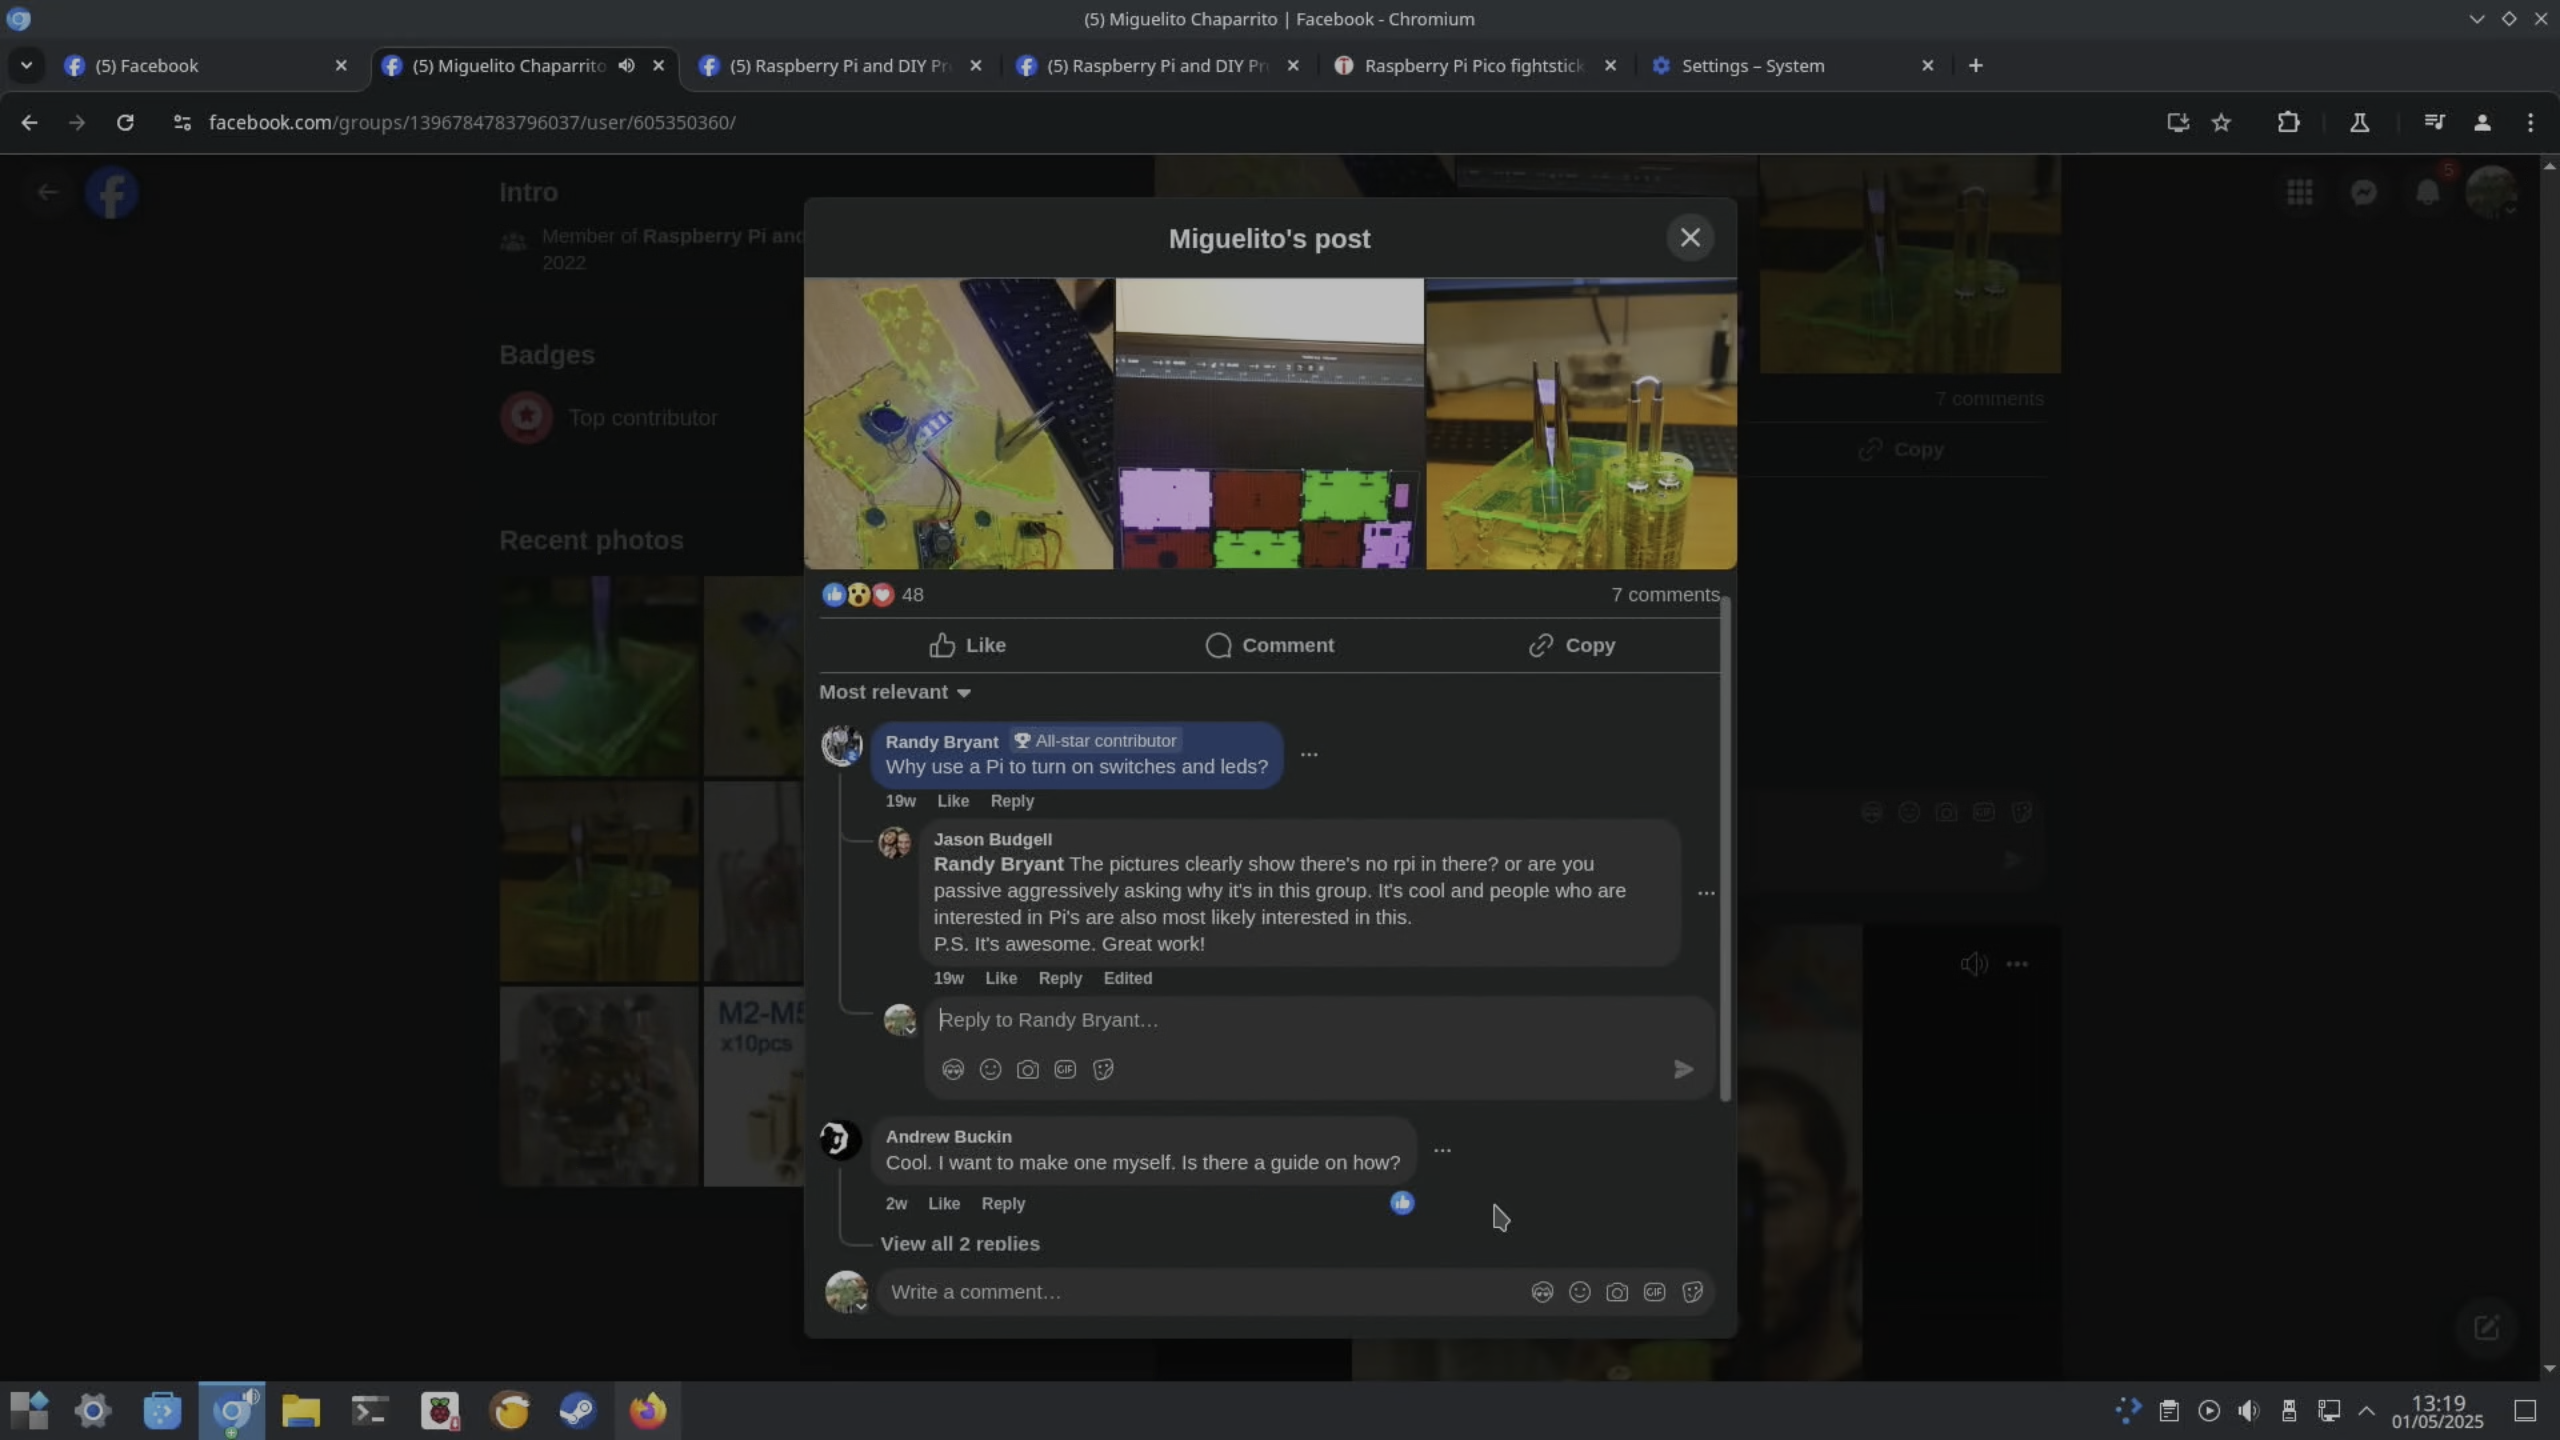 (5) Miguelito Chaparrito | Facebook - Chromium
(5) Facebook
(5) Miguelito Chaparrito
(5) Raspberry Pi and DIY Pr
(5) Raspberry Pi and DIY Pr
Raspberry Pi Pico fightstick
Settings – System
facebook.com/groups/1396784783796037/user/605350360/
Intro
Member of Raspberry Pi and
2022
Badges
Top contributor
Recent photos
M2-M5
x10pcs
5
7 comments
Copy
Miguelito's post
48
7 comments
Like
Comment
Copy
Most relevant
Randy Bryant All-star contributor
Why use a Pi to turn on switches and leds?
19w Like Reply
Jason Budgell
Randy Bryant The pictures clearly show there's no rpi in there? or are you
passive aggressively asking why it's in this group. It's cool and people who are
interested in Pi's are also most likely interested in this.
P.S. It's awesome. Great work!
19w Like Reply Edited
Reply to Randy Bryant…
GIF
Andrew Buckin
Cool. I want to make one myself. Is there a guide on how?
2w Like Reply
View all 2 replies
Write a comment…
GIF
13:19
01/05/2025